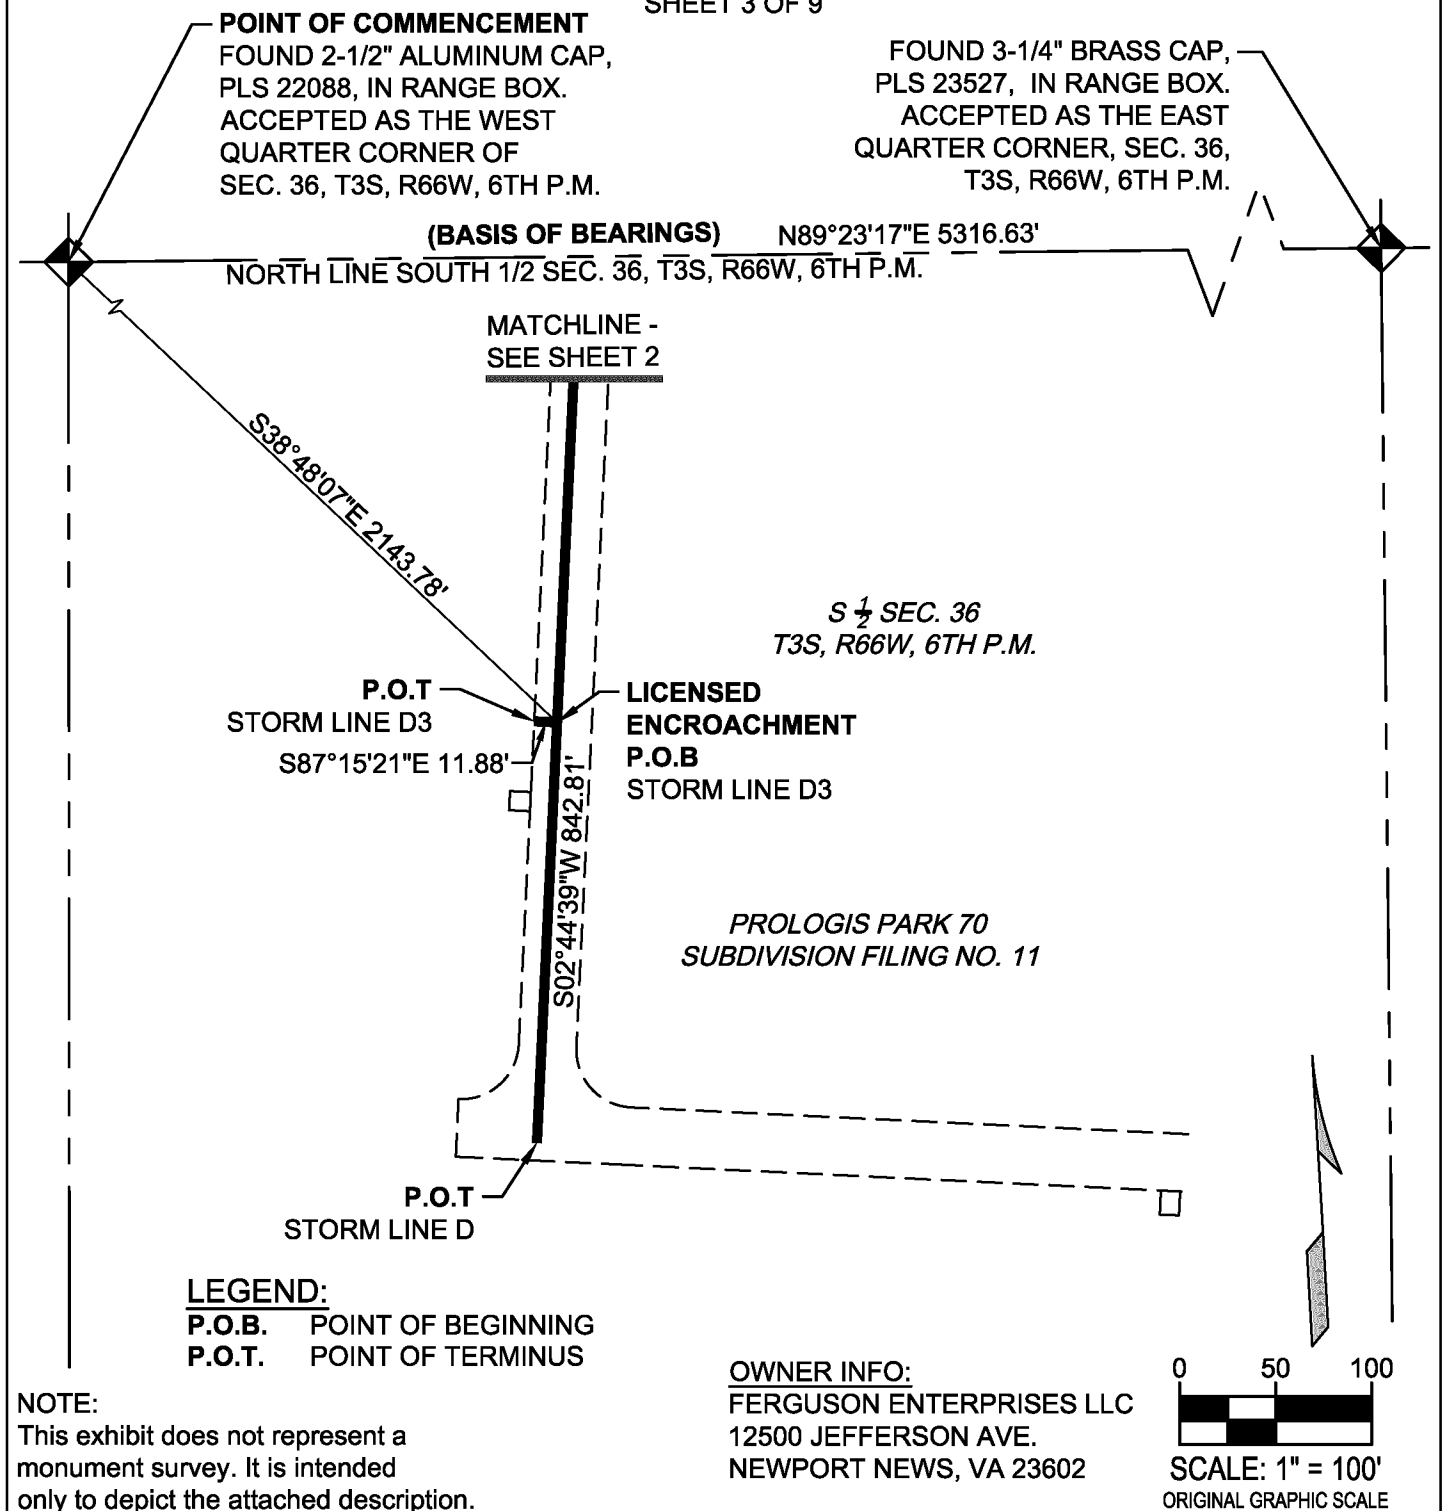 SHEET 3 OF 9
POINT OF COMMENCEMENT
FOUND 2-1/2" ALUMINUM CAP,
PLS 22088, IN RANGE BOX.
ACCEPTED AS THE WEST
QUARTER CORNER OF
SEC. 36, T3S, R66W, 6TH P.M.
FOUND 3-1/4" BRASS CAP,
PLS 23527, IN RANGE BOX.
ACCEPTED AS THE EAST
QUARTER CORNER, SEC. 36,
T3S, R66W, 6TH P.M.
(BASIS OF BEARINGS) N89°23'17"E 5316.63'
NORTH LINE SOUTH 1/2 SEC. 36, T3S, R66W, 6TH P.M.
MATCHLINE -
SEE SHEET 2
S38°48'07"E 2143.78'
S 1/2 SEC. 36
T3S, R66W, 6TH P.M.
P.O.T
STORM LINE D3
S87°15'21"E 11.88'
LICENSED
ENCROACHMENT
P.O.B
STORM LINE D3
S02°44'39"W 842.81'
PROLOGIS PARK 70
SUBDIVISION FILING NO. 11
P.O.T
STORM LINE D
LEGEND:
P.O.B. POINT OF BEGINNING
P.O.T. POINT OF TERMINUS
NOTE:
This exhibit does not represent a
monument survey. It is intended
only to depict the attached description.
OWNER INFO:
FERGUSON ENTERPRISES LLC
12500 JEFFERSON AVE.
NEWPORT NEWS, VA 23602
0 50 100
SCALE: 1" = 100'
ORIGINAL GRAPHIC SCALE